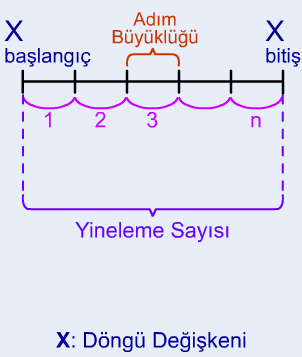 Adım
Büyüklüğü
X
başlangıç
X
bitiş
1 2 3 n
Yineleme Sayısı
X: Döngü Değişkeni